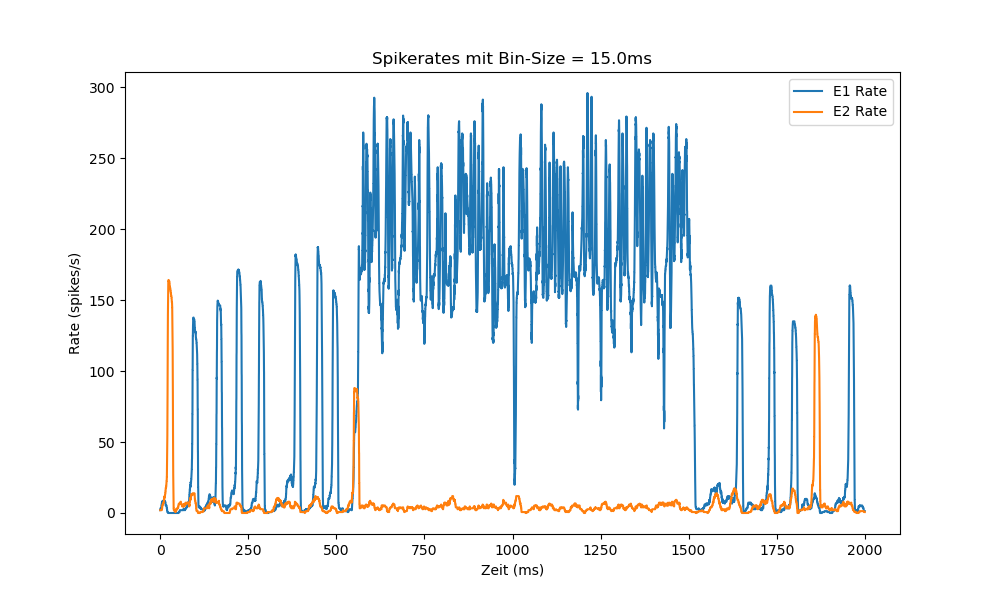 Spikerates mit Bin-Size = 15.0ms
E1 Rate
E2 Rate
Rate (spikes/s)
300
250
200
150
100
50
0
0 250 500 750 1000 1250 1500 1750 2000
Zeit (ms)